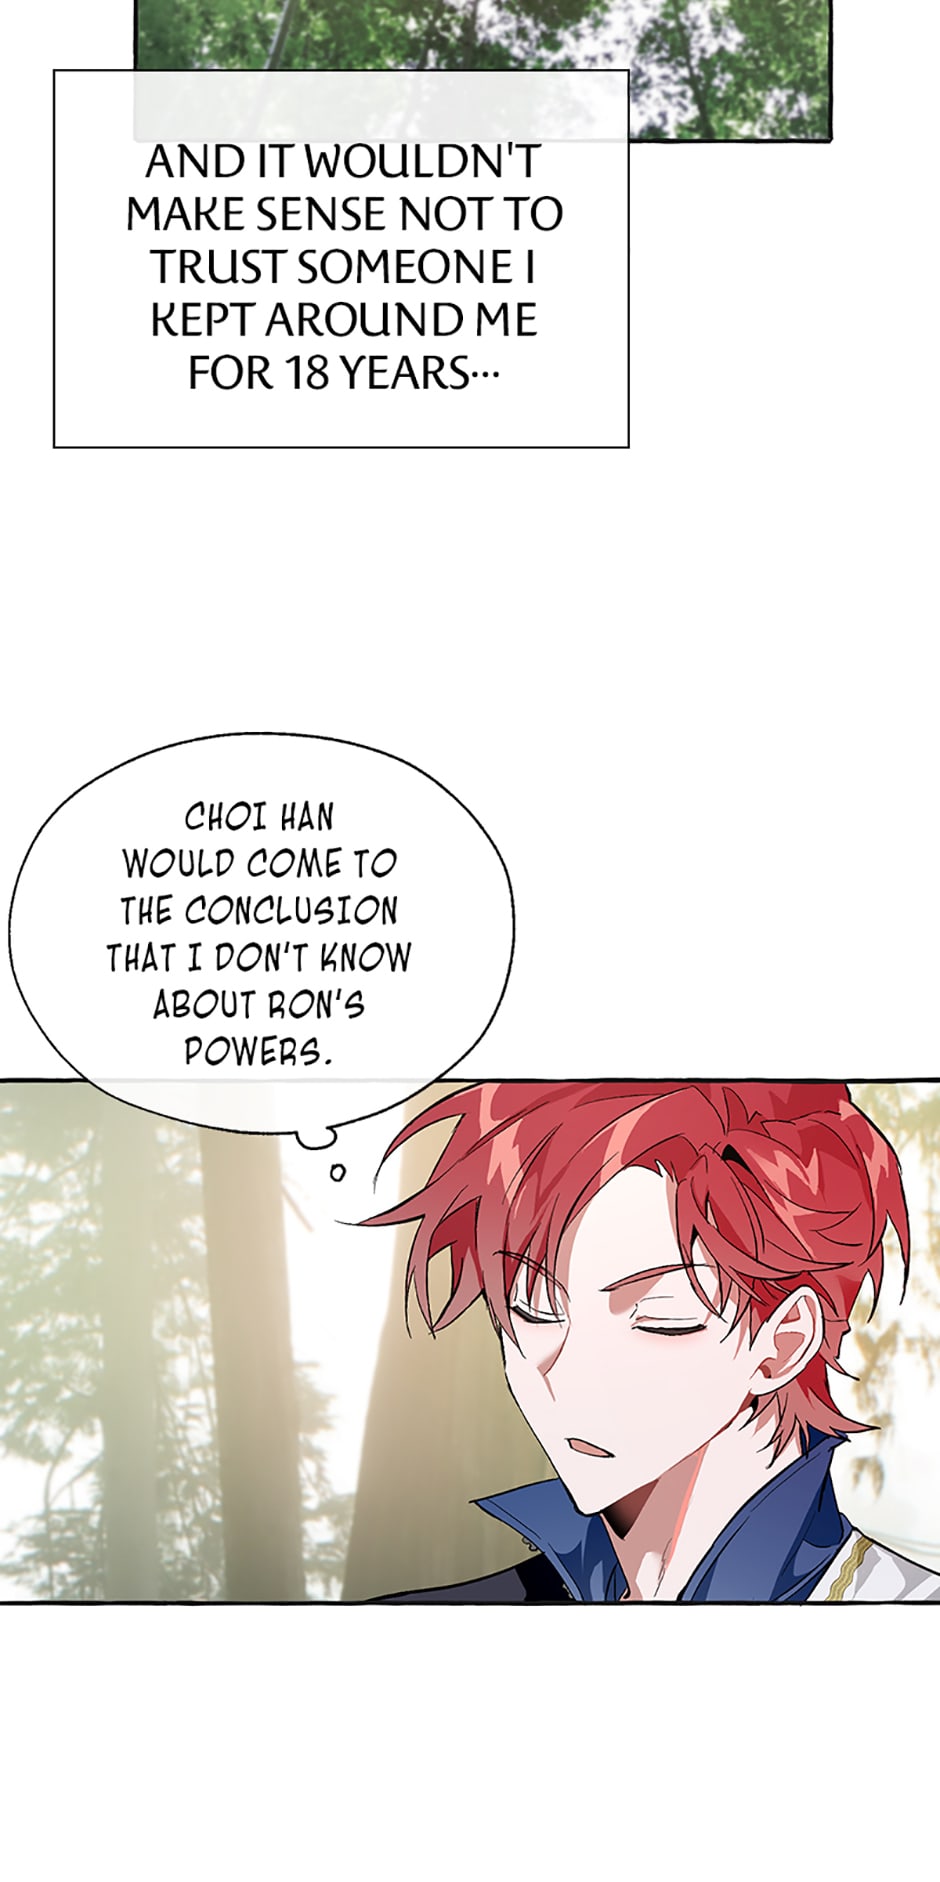 AND IT WOULDN'T
MAKE SENSE NOT TO
TRUST SOMEONE I
KEPT AROUND ME
FOR 18 YEARS...
CHOI HAN
WOULD COME TO
THE CONCLUSION
THAT I DON'T KNOW
ABOUT RON'S
POWERS.